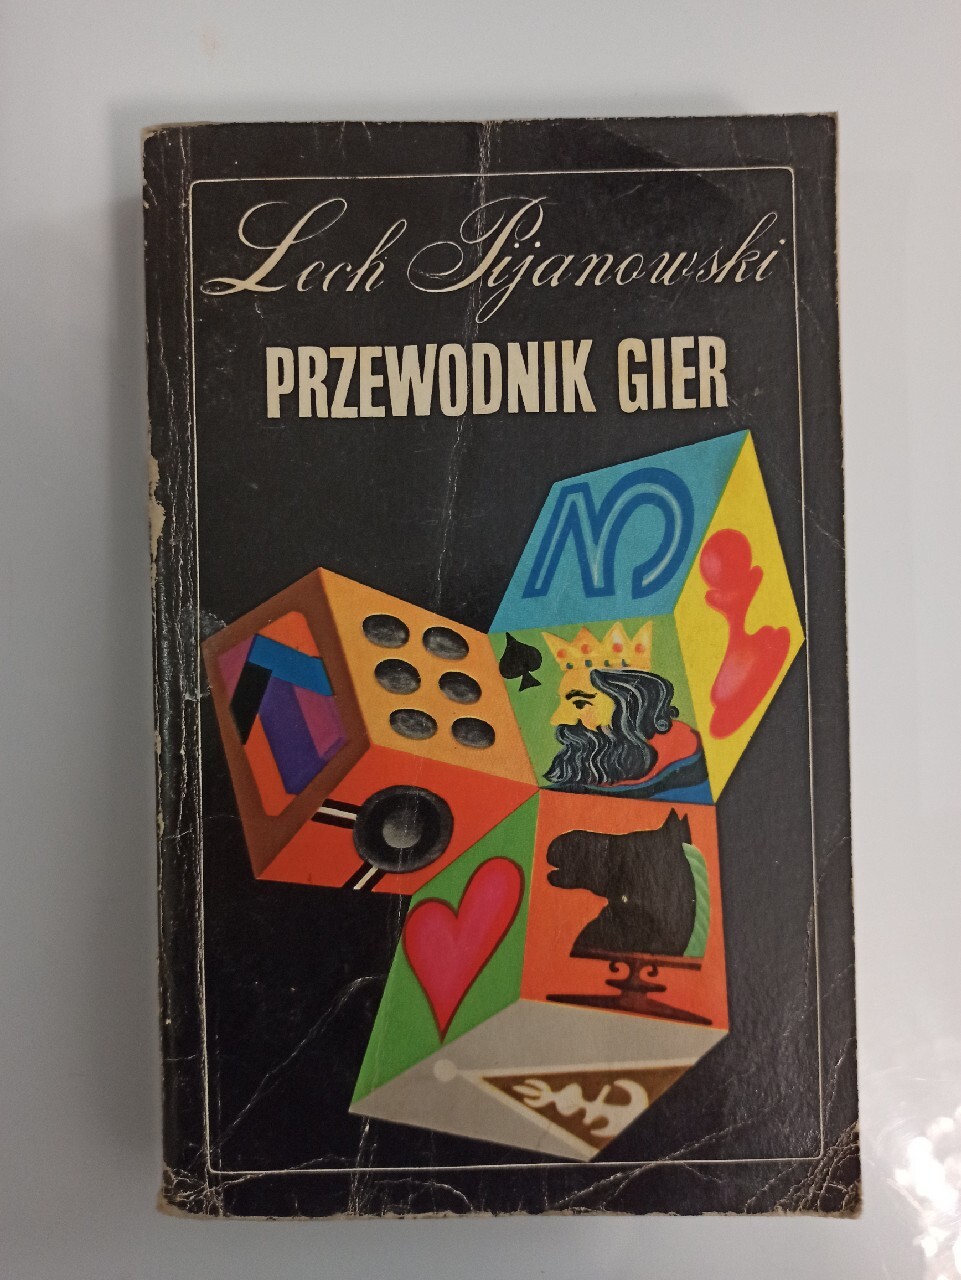 Lech Pijanowski
PRZEWODNIK GIER